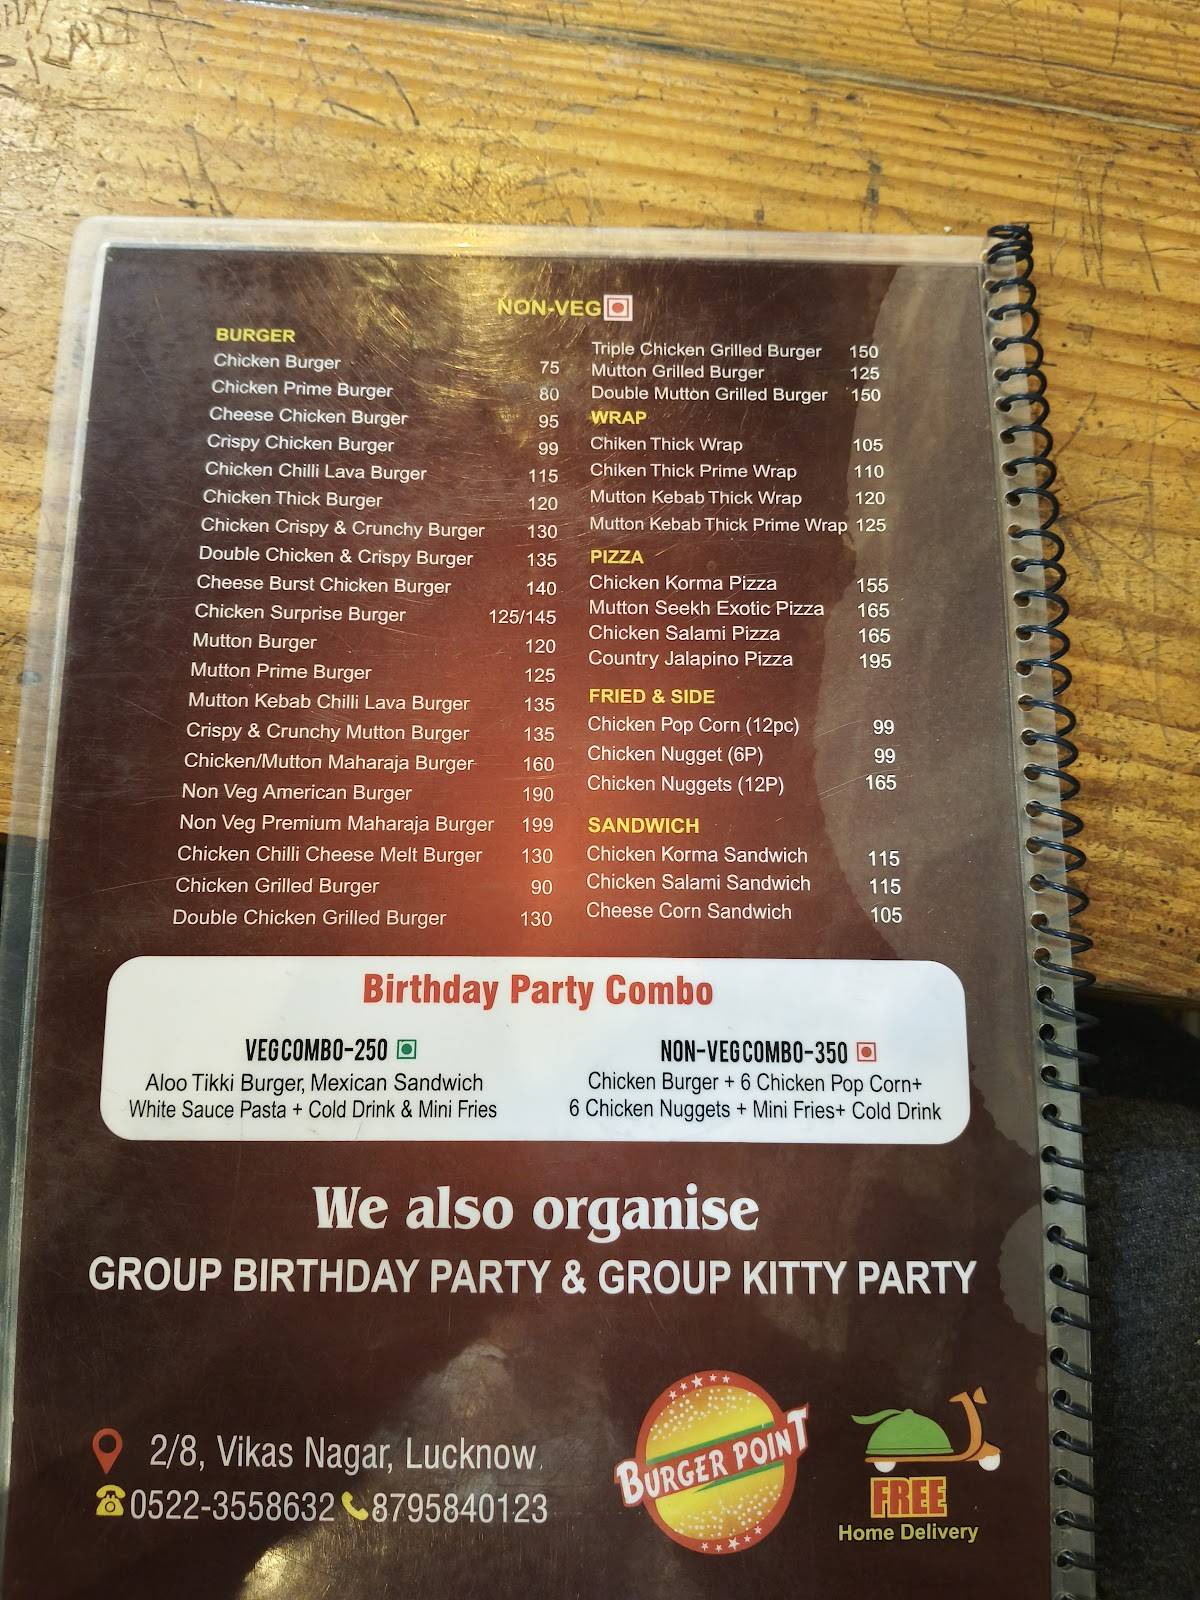 NON-VEG
BURGER
Chicken Burger 75
Chicken Prime Burger 80
Cheese Chicken Burger 95
Crispy Chicken Burger 99
Chicken Chilli Lava Burger 115
Chicken Thick Burger 120
Chicken Crispy & Crunchy Burger 130
Double Chicken & Crispy Burger 135
Cheese Burst Chicken Burger 140
Chicken Surprise Burger 125/145
Mutton Burger 120
Mutton Prime Burger 125
Mutton Kebab Chilli Lava Burger 135
Crispy & Crunchy Mutton Burger 135
Chicken/Mutton Maharaja Burger 160
Non Veg American Burger 190
Non Veg Premium Maharaja Burger 199
Chicken Chilli Cheese Melt Burger 130
Chicken Grilled Burger 90
Double Chicken Grilled Burger 130
Triple Chicken Grilled Burger 150
Mutton Grilled Burger 125
Double Mutton Grilled Burger 150
WRAP
Chiken Thick Wrap 105
Chiken Thick Prime Wrap 110
Mutton Kebab Thick Wrap 120
Mutton Kebab Thick Prime Wrap 125
PIZZA
Chicken Korma Pizza 155
Mutton Seekh Exotic Pizza 165
Chicken Salami Pizza 165
Country Jalapino Pizza 195
FRIED & SIDE
Chicken Pop Corn (12pc) 99
Chicken Nugget (6P) 99
Chicken Nuggets (12P) 165
SANDWICH
Chicken Korma Sandwich 115
Chicken Salami Sandwich 115
Cheese Corn Sandwich 105
Birthday Party Combo
VEG COMBO-250
Aloo Tikki Burger, Mexican Sandwich
White Sauce Pasta + Cold Drink & Mini Fries
NON-VEG COMBO-350
Chicken Burger + 6 Chicken Pop Corn+
6 Chicken Nuggets + Mini Fries+ Cold Drink
We also organise
GROUP BIRTHDAY PARTY & GROUP KITTY PARTY
2/8, Vikas Nagar, Lucknow.
0522-3558632 8795840123
BURGER POINT
FREE
Home Delivery